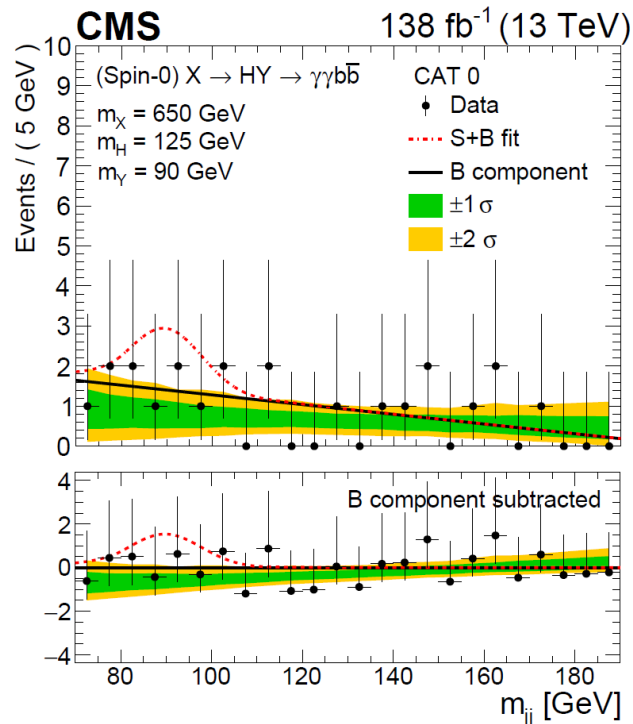 CMS 138 fb⁻¹ (13 TeV)
Events / ( 5 GeV )
10
9
8
7
6
5
4
3
2
1
0
(Spin-0) X → HY → γγbb̅
m_X = 650 GeV
m_H = 125 GeV
m_Y = 90 GeV
CAT 0
Data
S+B fit
B component
±1 σ
±2 σ
B component subtracted
4
2
0
−2
−4
80 100 120 140 160 180
m_jj [GeV]